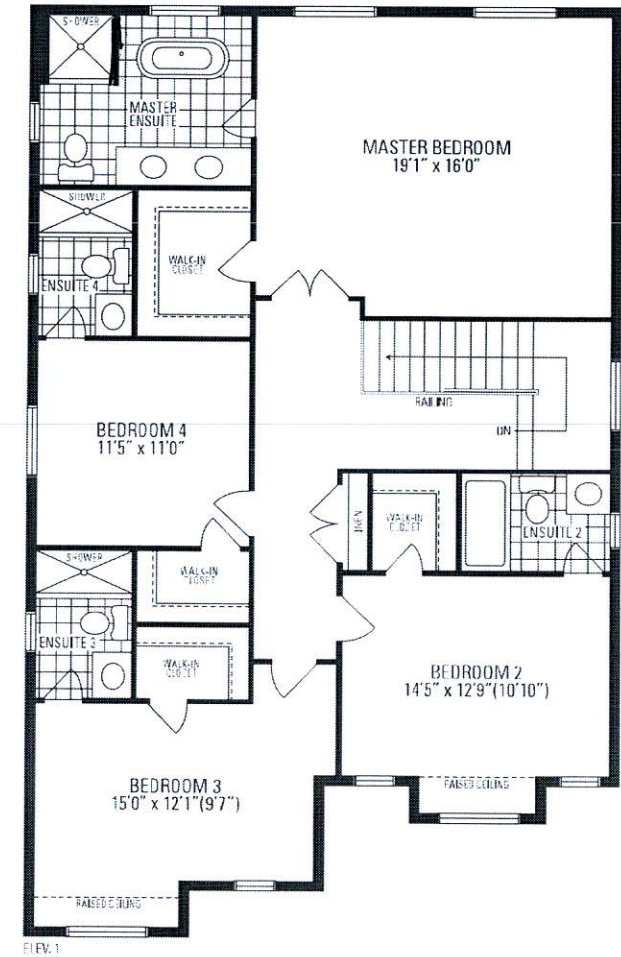 SHOWER
MASTER
ENSUITE
MASTER BEDROOM
19'1" x 16'0"
SHOWER
WALK-IN
CLOSET
ENSUITE 4
RAILING
DN
BEDROOM 4
11'5" x 11'0"
LINEN
WALK-IN
CLOSET
ENSUITE 2
SHOWER
WALK-IN
CLOSET
ENSUITE 3
WALK-IN
CLOSET
BEDROOM 2
14'5" x 12'9"(10'10")
BEDROOM 3
15'0" x 12'1"(9'7")
RAISED CEILING
RAISED CEILING
ELEV. 1